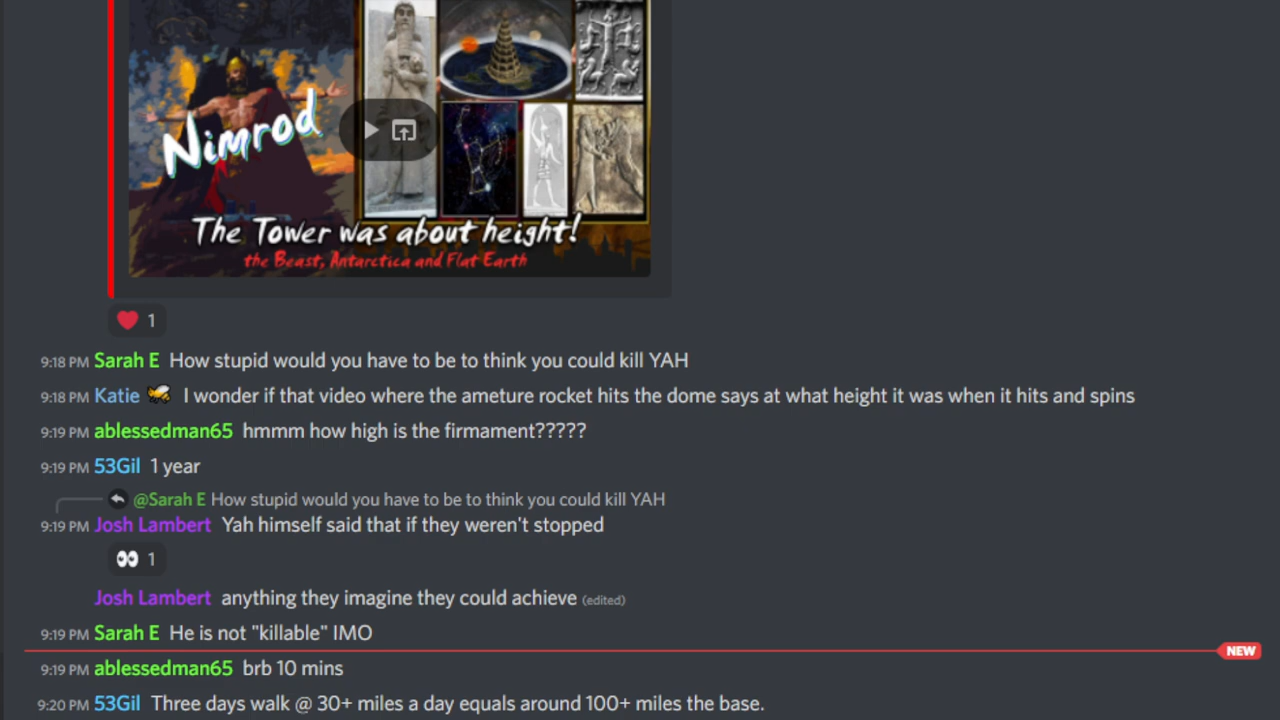 Nimrod
The Tower was about height!
the Beast, Antarctica and Flat Earth
1
9:18 PM Sarah E How stupid would you have to be to think you could kill YAH
9:18 PM Katie I wonder if that video where the ameture rocket hits the dome says at what height it was when it hits and spins
9:19 PM ablessedman65 hmmm how high is the firmament?????
9:19 PM 53Gil 1 year
@Sarah E How stupid would you have to be to think you could kill YAH
9:19 PM Josh Lambert Yah himself said that if they weren't stopped
1
Josh Lambert anything they imagine they could achieve (edited)
9:19 PM Sarah E He is not "killable" IMO
NEW
9:19 PM ablessedman65 brb 10 mins
9:20 PM 53Gil Three days walk @ 30+ miles a day equals around 100+ miles the base.